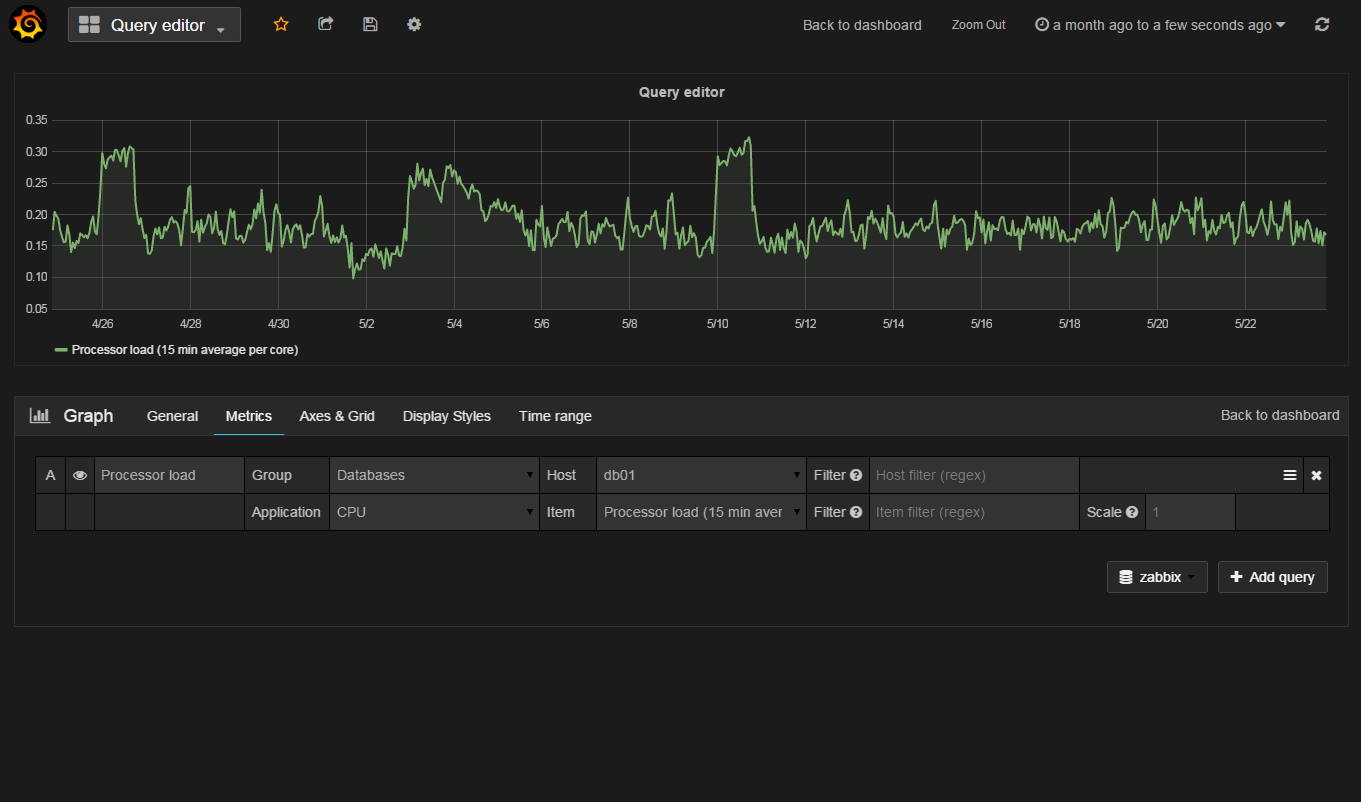 Query editor Back to dashboard Zoom Out a month ago to a few seconds ago
Query editor
0.35
0.30
0.25
0.20
0.15
0.10
0.05
4/26 4/28 4/30 5/2 5/4 5/6 5/8 5/10 5/12 5/14 5/16 5/18 5/20 5/22
Processor load (15 min average per core)
Graph General Metrics Axes & Grid Display Styles Time range Back to dashboard
A Processor load Group Databases Host db01 Filter Host filter (regex)
Application CPU Item Processor load (15 min aver Filter Item filter (regex) Scale 1
zabbix Add query